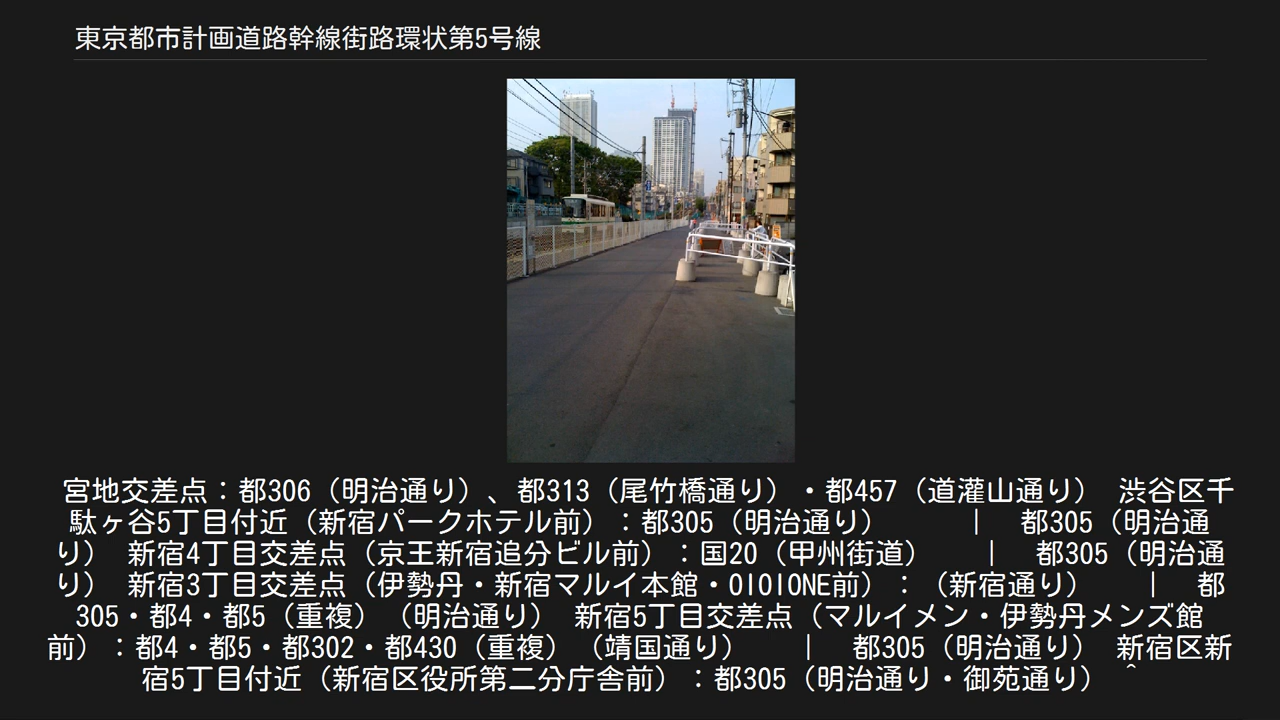 東京都市計画道路幹線街路環状第5号線
宮地交差点：都306（明治通り）、都313（尾竹橋通り）・都457（道灌山通り） 渋谷区千
駄ヶ谷5丁目付近（新宿パークホテル前）：都305（明治通り） | 都305（明治通
り） 新宿4丁目交差点（京王新宿追分ビル前）：国20（甲州街道） | 都305（明治通
り） 新宿3丁目交差点（伊勢丹・新宿マルイ本館・OIOIONE前）：（新宿通り） | 都
305・都4・都5（重複）（明治通り） 新宿5丁目交差点（マルイメン・伊勢丹メンズ館
前）：都4・都5・都302・都430（重複）（靖国通り） | 都305（明治通り） 新宿区新
宿5丁目付近（新宿区役所第二分庁舎前）：都305（明治通り・御苑通り） ^